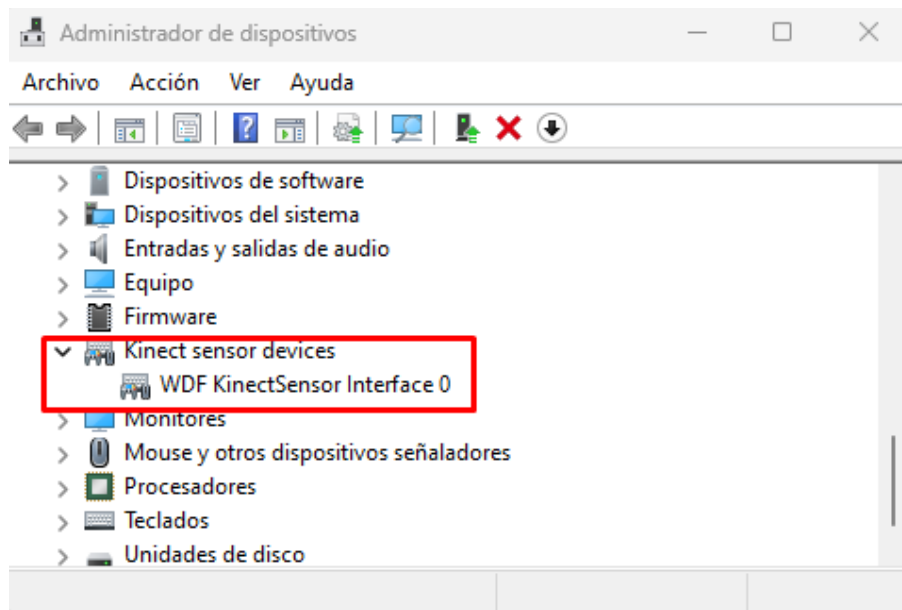 Administrador de dispositivos
Archivo Acción Ver Ayuda
Dispositivos de software
Dispositivos del sistema
Entradas y salidas de audio
Equipo
Firmware
Kinect sensor devices
WDF KinectSensor Interface 0
Monitores
Mouse y otros dispositivos señaladores
Procesadores
Teclados
Unidades de disco